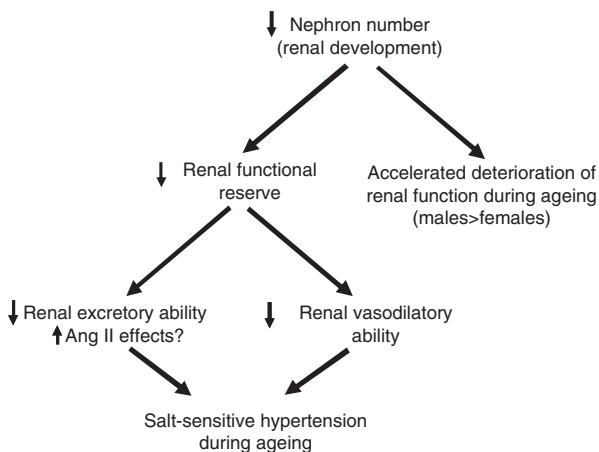 ↓ Nephron number
(renal development)
↓ Renal functional
reserve
Accelerated deterioration of
renal function during ageing
(males>females)
↓ Renal excretory ability
↑ Ang II effects?
↓ Renal vasodilatory
ability
Salt-sensitive hypertension
during ageing